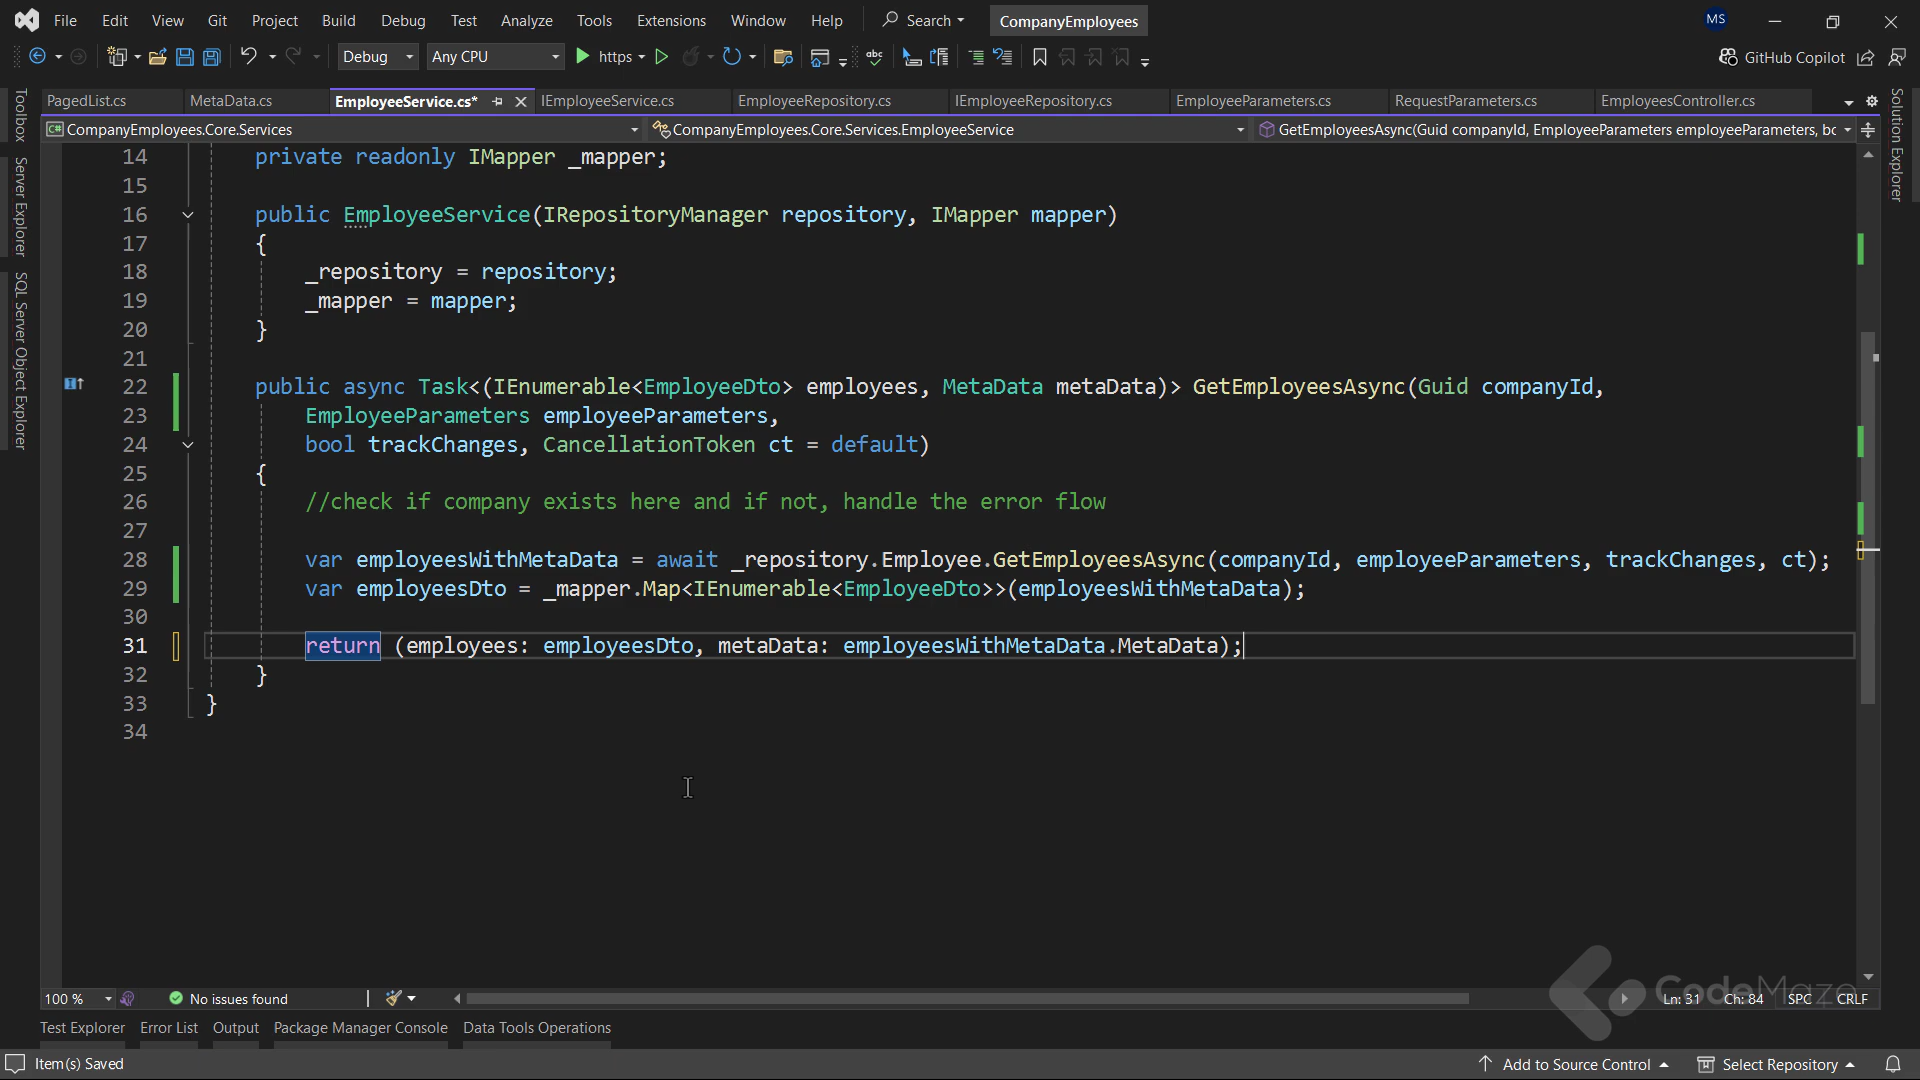 File Edit View Git Project Build Debug Test Analyze Tools Extensions Window Help Search CompanyEmployees MS
Debug Any CPU https abc GitHub Copilot
PagedList.cs MetaData.cs EmployeeService.cs* IEmployeeService.cs EmployeeRepository.cs IEmployeeRepository.cs EmployeeParameters.cs RequestParameters.cs EmployeesController.cs
C# CompanyEmployees.Core.Services CompanyEmployees.Core.Services.EmployeeService GetEmployeesAsync(Guid companyId, EmployeeParameters employeeParameters, bo
Toolbox
Server Explorer
SQL Server Object Explorer
Solution Explorer
14 private readonly IMapper _mapper;
15
16 public EmployeeService(IRepositoryManager repository, IMapper mapper)
17 {
18 _repository = repository;
19 _mapper = mapper;
20 }
21
22 public async Task<(IEnumerable<EmployeeDto> employees, MetaData metaData)> GetEmployeesAsync(Guid companyId,
23 EmployeeParameters employeeParameters,
24 bool trackChanges, CancellationToken ct = default)
25 {
26 //check if company exists here and if not, handle the error flow
27
28 var employeesWithMetaData = await _repository.Employee.GetEmployeesAsync(companyId, employeeParameters, trackChanges, ct);
29 var employeesDto = _mapper.Map<IEnumerable<EmployeeDto>>(employeesWithMetaData);
30
31 return (employees: employeesDto, metaData: employeesWithMetaData.MetaData);
32 }
33 }
34
CodeMaze
100 % No issues found Ln: 31 Ch: 84 SPC CRLF
Test Explorer Error List Output Package Manager Console Data Tools Operations
Item(s) Saved Add to Source Control Select Repository